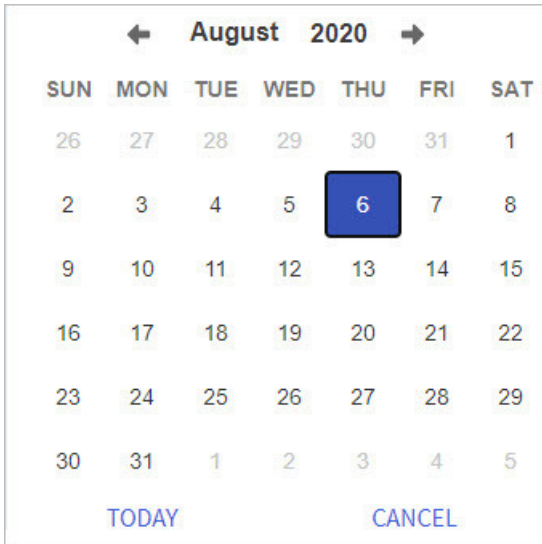 August 2020
SUN MON TUE WED THU FRI SAT
26 27 28 29 30 31 1
2 3 4 5 6 7 8
9 10 11 12 13 14 15
16 17 18 19 20 21 22
23 24 25 26 27 28 29
30 31 1 2 3 4 5
TODAY CANCEL